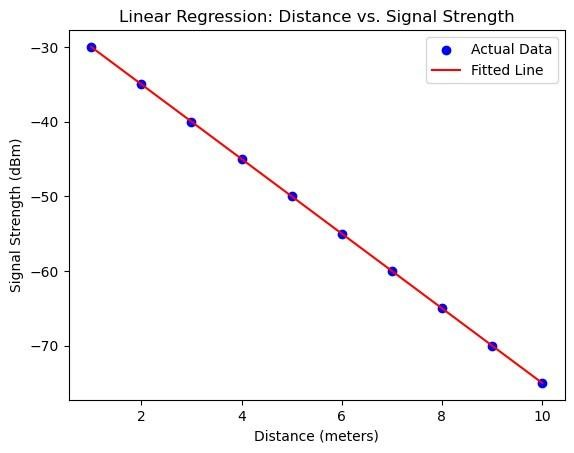 Linear Regression: Distance vs. Signal Strength
Actual Data
Fitted Line
−30
−40
−50
−60
−70
Signal Strength (dBm)
2
4
6
8
10
Distance (meters)